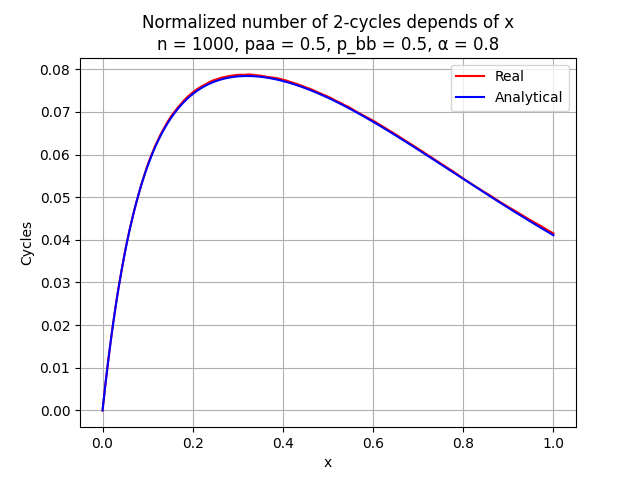 Normalized number of 2-cycles depends of x
n = 1000, paa = 0.5, p_bb = 0.5, α = 0.8
Real
Analytical
0.08
0.07
0.06
0.05
0.04
0.03
0.02
0.01
0.00
Cycles
0.0 0.2 0.4 0.6 0.8 1.0
x